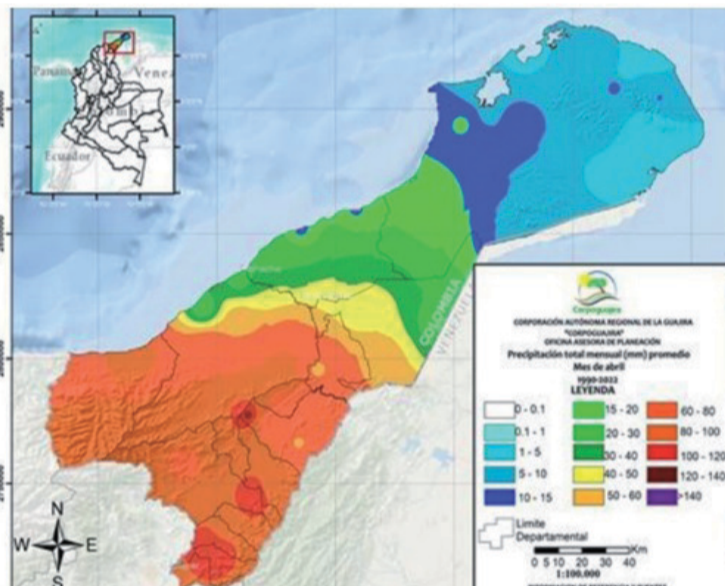 Panamá
Venez
Ecuador
COLOMBIA
VENEZUELA
Corpoguajira
CORPORACIÓN AUTÓNOMA REGIONAL DE LA GUAJIRA
"CORPOGUAJIRA"
OFICINA ASESORA DE PLANEACIÓN
Precipitación total mensual (mm) promedio
Mes de abril
1990-2022
LEYENDA
0 - 0.1
0.1 - 1
1 - 5
5 - 10
10 - 15
15 - 20
20 - 30
30 - 40
40 - 50
50 - 60
60 - 80
80 - 100
100 - 120
120 - 140
>140
Limite
Departamental
0 5 10 20 30 40 Km
1:100.000
N
W E
S